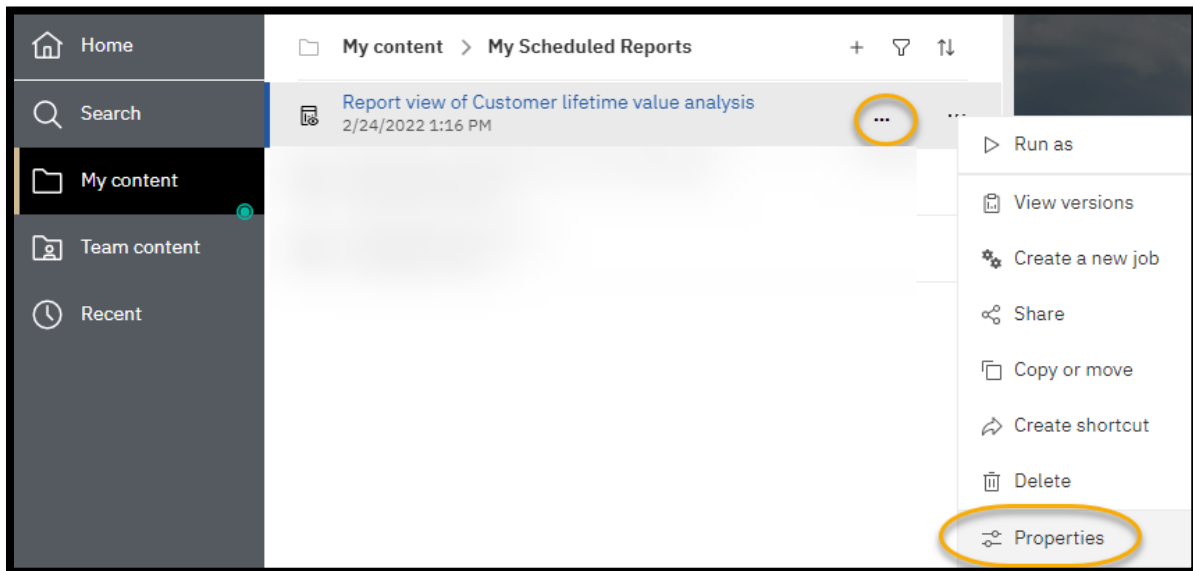 Home
Search
My content
Team content
Recent
My content > My Scheduled Reports
Report view of Customer lifetime value analysis
2/24/2022 1:16 PM
Run as
View versions
Create a new job
Share
Copy or move
Create shortcut
Delete
Properties